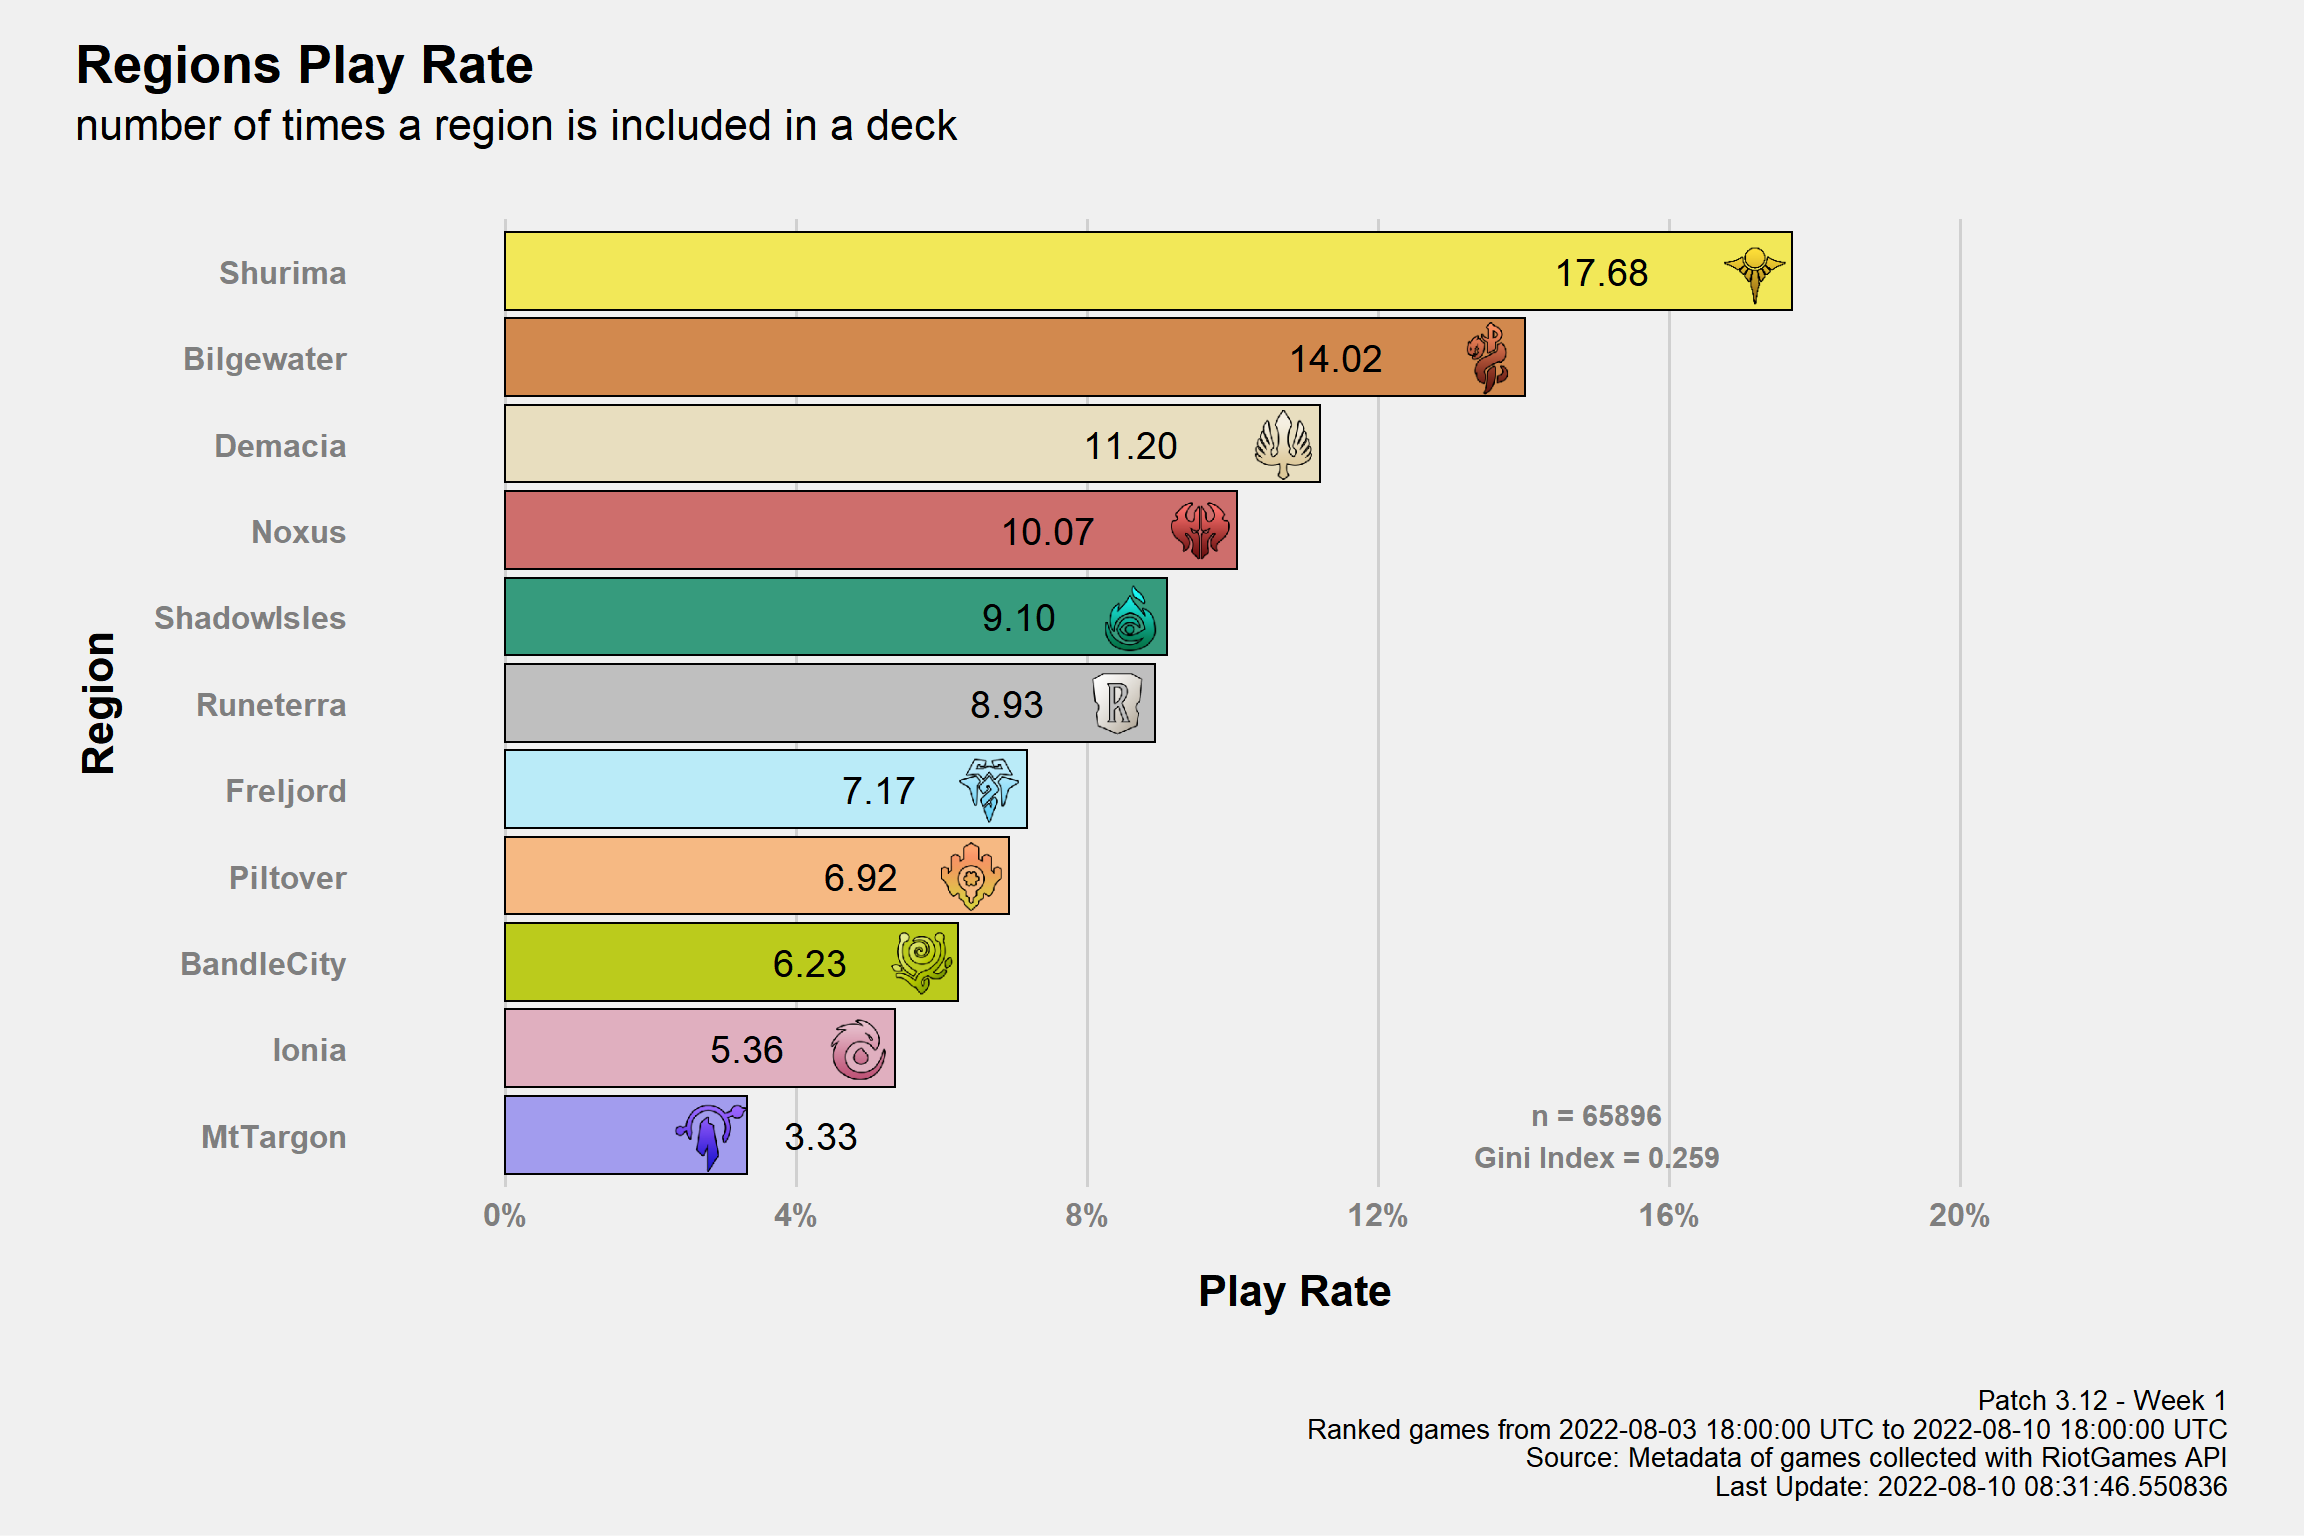 Regions Play Rate
number of times a region is included in a deck
Region
Shurima 17.68
Bilgewater 14.02
Demacia 11.20
Noxus 10.07
ShadowIsles 9.10
Runeterra 8.93 R
Freljord 7.17
Piltover 6.92
BandleCity 6.23
Ionia 5.36
MtTargon 3.33
n = 65896
Gini Index = 0.259
0% 4% 8% 12% 16% 20%
Play Rate
Patch 3.12 - Week 1
Ranked games from 2022-08-03 18:00:00 UTC to 2022-08-10 18:00:00 UTC
Source: Metadata of games collected with RiotGames API
Last Update: 2022-08-10 08:31:46.550836